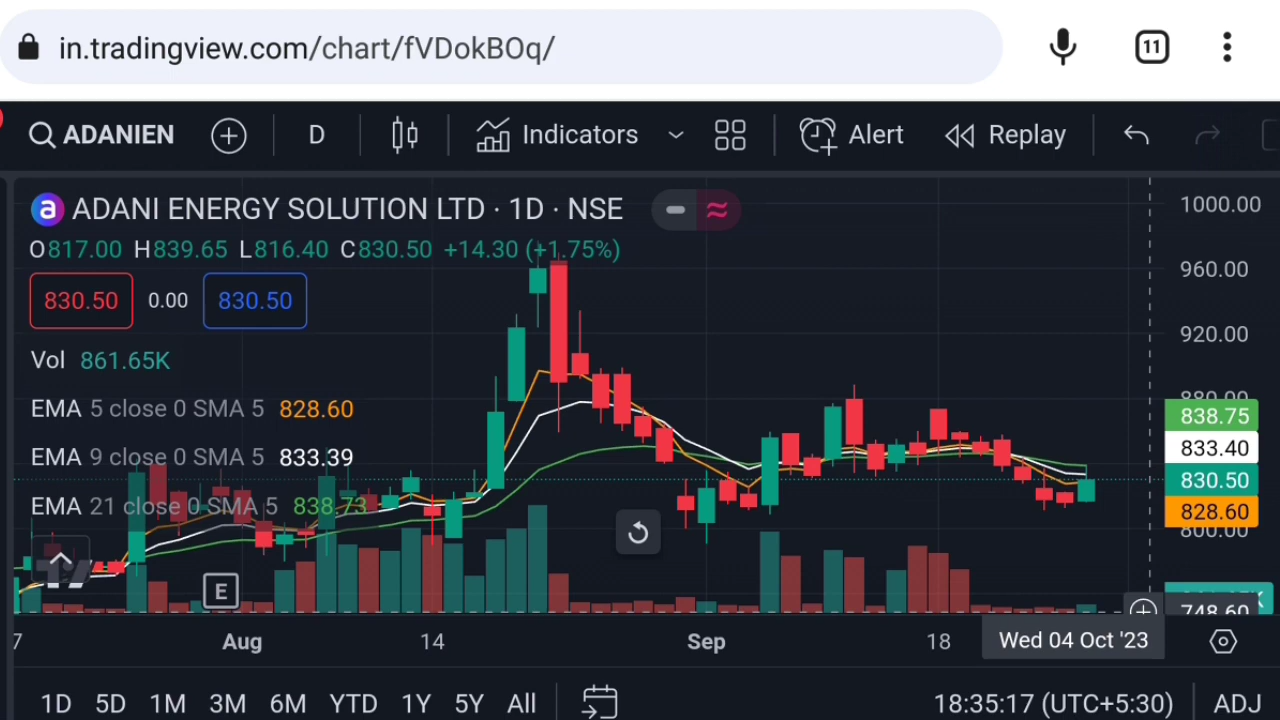 in.tradingview.com/chart/fVDokBOq/ 11
ADANIEN D Indicators Alert Replay
a ADANI ENERGY SOLUTION LTD · 1D · NSE
O817.00 H839.65 L816.40 C830.50 +14.30 (+1.75%)
830.50 0.00 830.50
Vol 861.65K
EMA 5 close 0 SMA 5 828.60
EMA 9 close 0 SMA 5 833.39
EMA 21 close 0 SMA 5 838.73
1000.00
960.00
920.00
880.00
838.75
833.40
830.50
828.60
800.00
748.60
E
7 Aug 14 Sep 18 Wed 04 Oct '23
1D 5D 1M 3M 6M YTD 1Y 5Y All 18:35:17 (UTC+5:30) ADJ